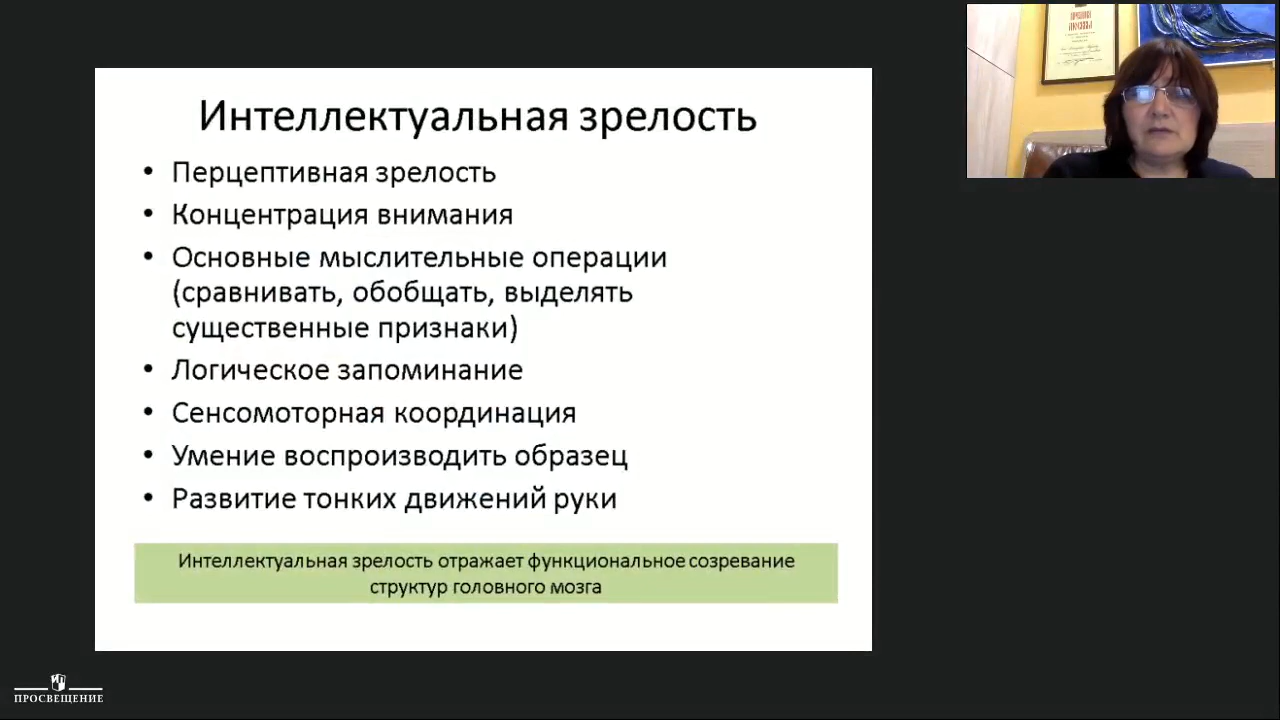 Интеллектуальная зрелость
• Перцептивная зрелость
• Концентрация внимания
• Основные мыслительные операции
(сравнивать, обобщать, выделять
существенные признаки)
• Логическое запоминание
• Сенсомоторная координация
• Умение воспроизводить образец
• Развитие тонких движений руки
Интеллектуальная зрелость отражает функциональное созревание
структур головного мозга
ПРОСВЕЩЕНИЕ